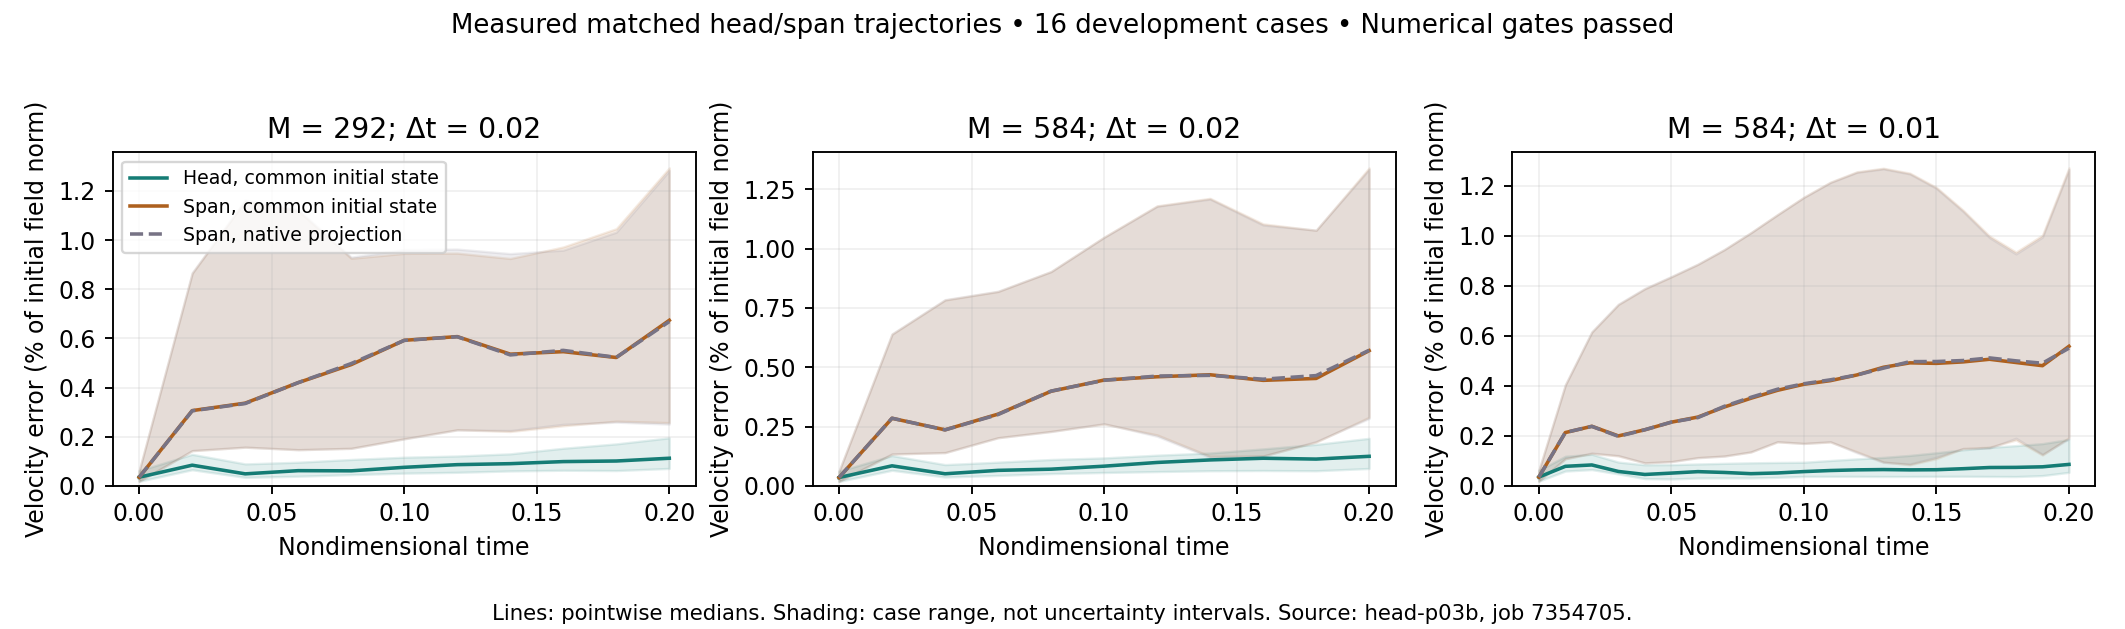 Measured matched head/span trajectories • 16 development cases • Numerical gates passed
M = 292; Δt = 0.02
Velocity error (% of initial field norm)
1.2
1.0
0.8
0.6
0.4
0.2
0.0
Head, common initial state
Span, common initial state
Span, native projection
0.00 0.05 0.10 0.15 0.20
Nondimensional time
M = 584; Δt = 0.02
Velocity error (% of initial field norm)
1.25
1.00
0.75
0.50
0.25
0.00
0.00 0.05 0.10 0.15 0.20
Nondimensional time
M = 584; Δt = 0.01
Velocity error (% of initial field norm)
1.2
1.0
0.8
0.6
0.4
0.2
0.0
0.00 0.05 0.10 0.15 0.20
Nondimensional time
Lines: pointwise medians. Shading: case range, not uncertainty intervals. Source: head-p03b, job 7354705.